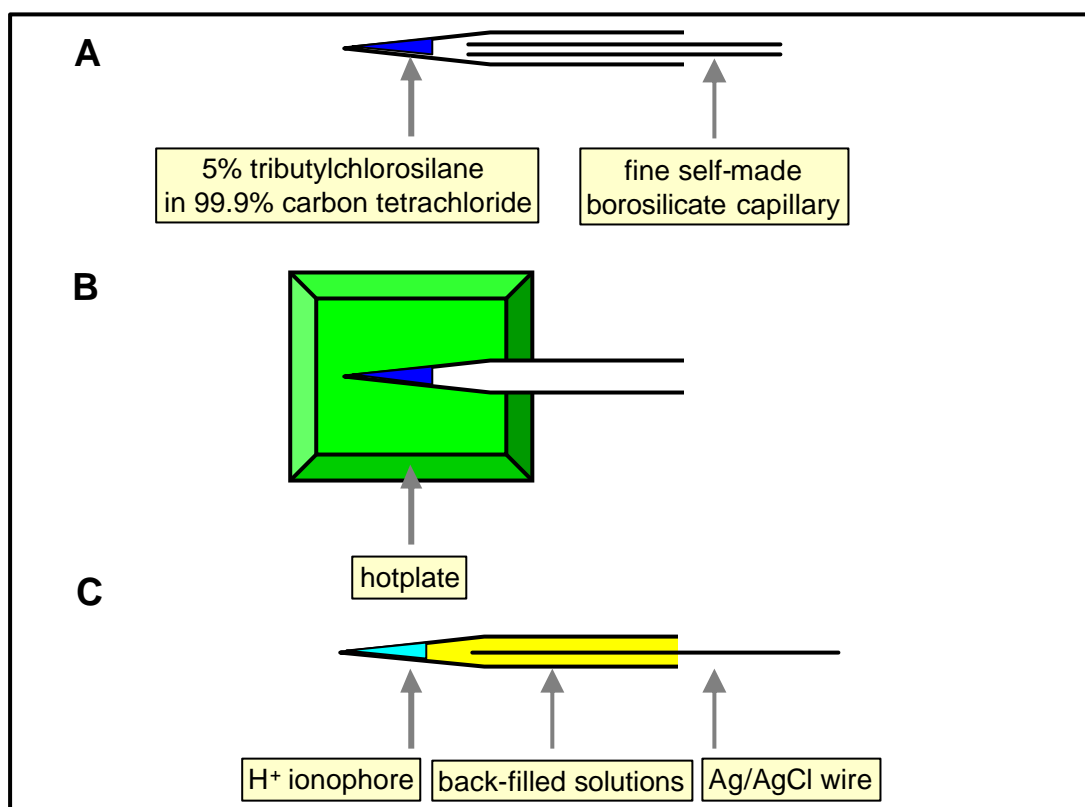 A
5% tributylchlorosilane
in 99.9% carbon tetrachloride
fine self-made
borosilicate capillary
B
hotplate
C
H⁺ ionophore
back-filled solutions
Ag/AgCl wire